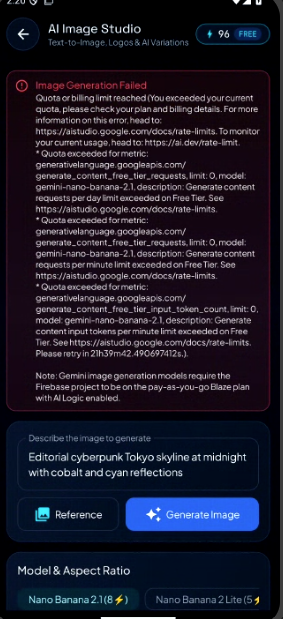 2:20
AI Image Studio
Text-to-Image, Logos & AI Variations
96 FREE
Image Generation Failed
Quota or billing limit reached (You exceeded your current
quota, please check your plan and billing details. For more
information on this error, head to:
https://aistudio.google.com/docs/rate-limits. To monitor
your current usage, head to: https://ai.dev/rate-limit.
* Quota exceeded for metric:
generativelanguage.googleapis.com/
generate_content_free_tier_requests, limit: 0, model:
gemini-nano-banana-2.1, description: Generate content
requests per day limit exceeded on Free Tier. See
https://aistudio.google.com/docs/rate-limits.
* Quota exceeded for metric:
generativelanguage.googleapis.com/
generate_content_free_tier_requests, limit: 0, model:
gemini-nano-banana-2.1, description: Generate content
requests per minute limit exceeded on Free Tier. See
https://aistudio.google.com/docs/rate-limits.
* Quota exceeded for metric:
generativelanguage.googleapis.com/
generate_content_free_tier_input_token_count, limit: 0,
model: gemini-nano-banana-2.1, description: Generate
content input tokens per minute limit exceeded on Free
Tier. See https://aistudio.google.com/docs/rate-limits.
Please retry in 21h39m42.490697412s.).
Note: Gemini image generation models require the
Firebase project to be on the pay-as-you-go Blaze plan
with AI Logic enabled.
Describe the image to generate
Editorial cyberpunk Tokyo skyline at midnight
with cobalt and cyan reflections
Reference
Generate Image
Model & Aspect Ratio
Nano Banana 2.1 (8⚡)
Nano Banana 2 Lite (5⚡